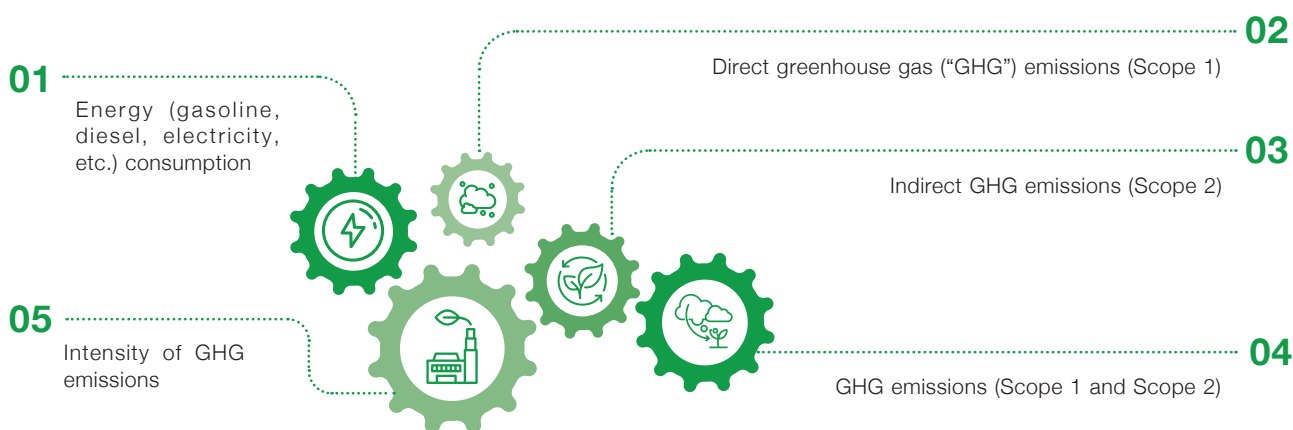 01
Energy (gasoline,
diesel, electricity,
etc.) consumption
02
Direct greenhouse gas (“GHG”) emissions (Scope 1)
03
Indirect GHG emissions (Scope 2)
04
GHG emissions (Scope 1 and Scope 2)
05
Intensity of GHG
emissions